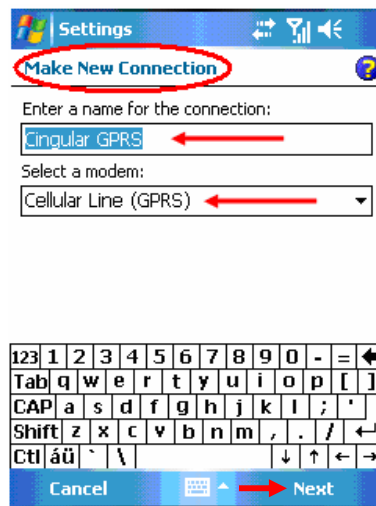 Settings
Make New Connection
Enter a name for the connection:
Cingular GPRS
Select a modem:
Cellular Line (GPRS)
123 1 2 3 4 5 6 7 8 9 0 - =
Tab q w e r t y u i o p [ ]
CAP a s d f g h j k l ; '
Shift z x c v b n m , . /
Ctl áü ` \
Cancel Next